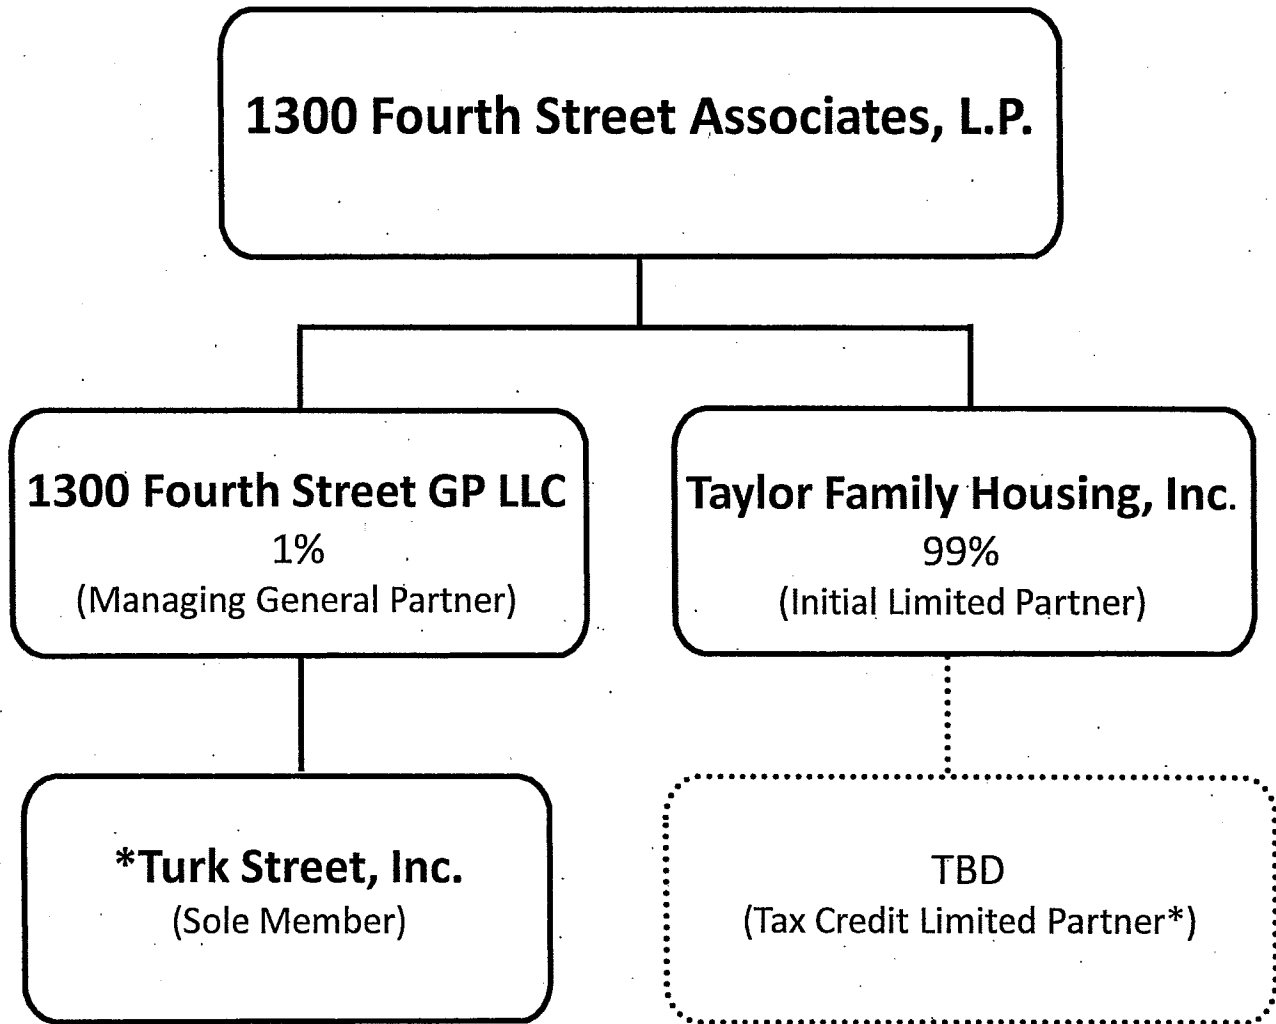 1300 Fourth Street Associates, L.P.
1300 Fourth Street GP LLC
1%
(Managing General Partner)
Taylor Family Housing, Inc.
99%
(Initial Limited Partner)
*Turk Street, Inc.
(Sole Member)
TBD
(Tax Credit Limited Partner*)